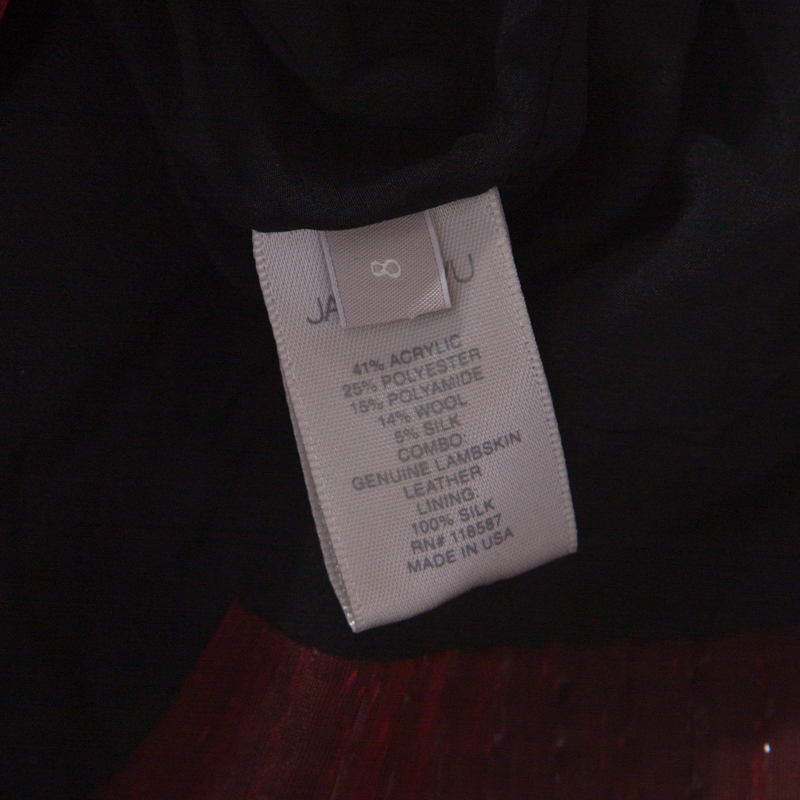 8
41% ACRYLIC
25% POLYESTER
15% POLYAMIDE
14% WOOL
5% SILK
COMBO:
GENUINE LAMBSKIN
LEATHER
LINING:
100% SILK
RN# 118587
MADE IN USA